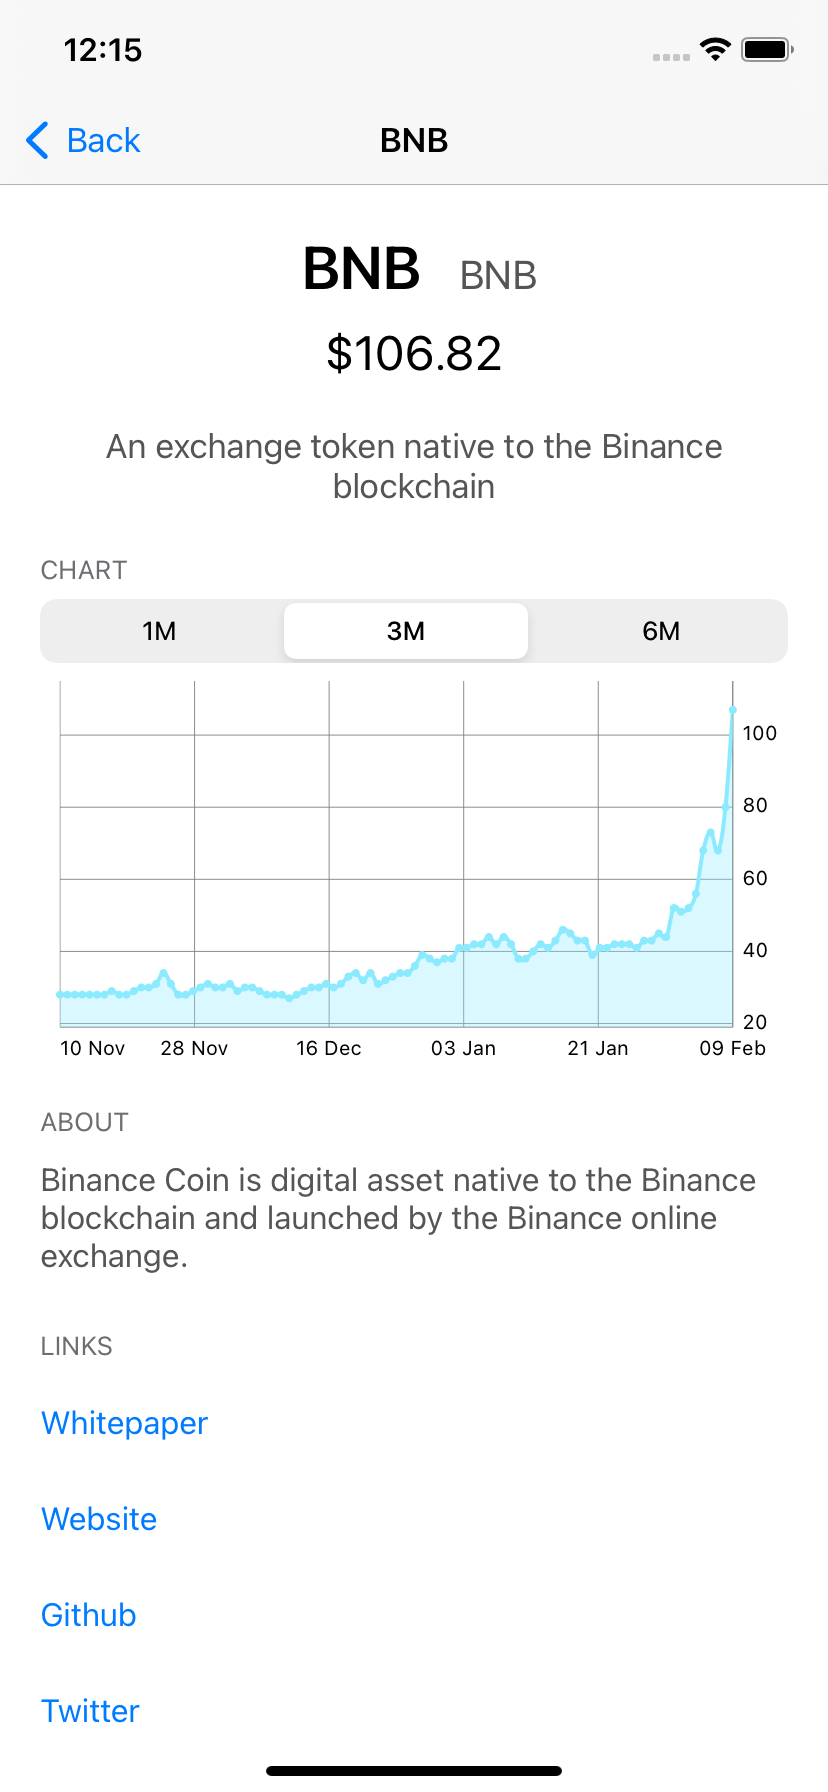 12:15
Back
BNB
BNB BNB
$106.82
An exchange token native to the Binance
blockchain
CHART
1M 3M 6M
100
80
60
40
20
10 Nov 28 Nov 16 Dec 03 Jan 21 Jan 09 Feb
ABOUT
Binance Coin is digital asset native to the Binance
blockchain and launched by the Binance online
exchange.
LINKS
Whitepaper
Website
Github
Twitter